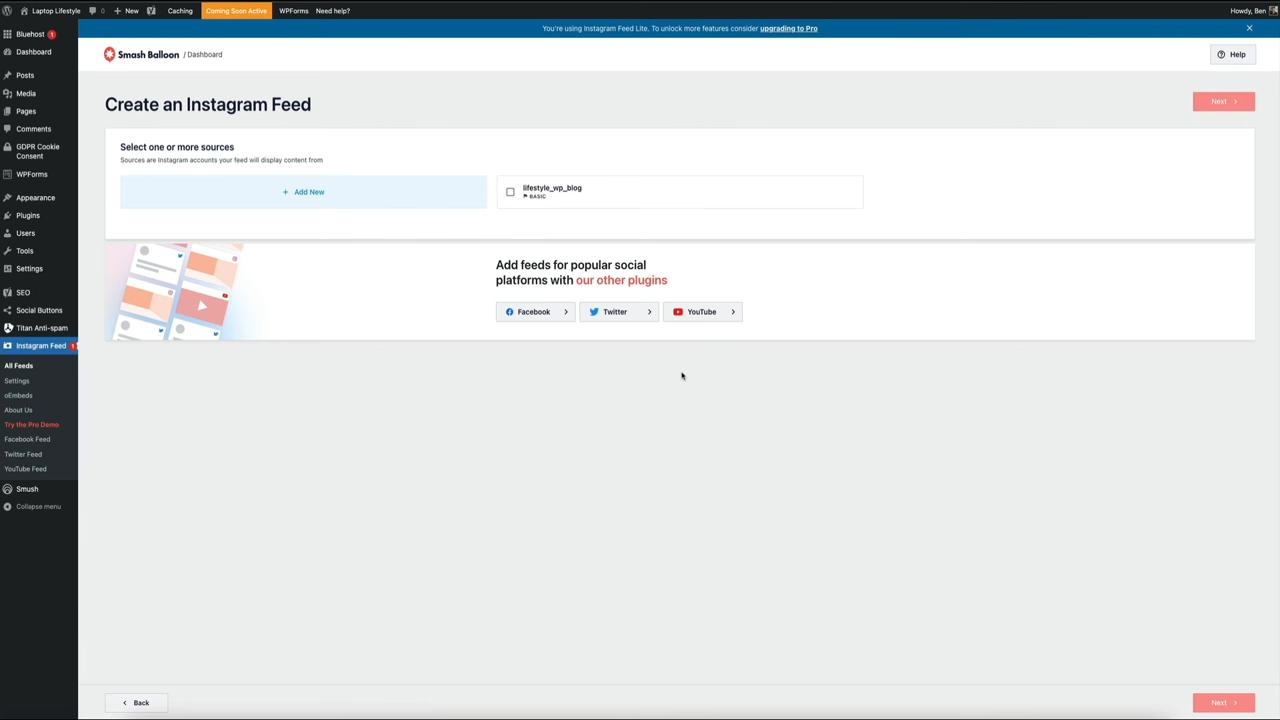 Laptop Lifestyle 0 New Caching Coming Soon Active WPForms Need help? Howdy, Ben
You're using Instagram Feed Lite. To unlock more features consider upgrading to Pro
Bluehost 1
Dashboard
Posts
Media
Pages
Comments
GDPR Cookie
Consent
WPForms
Appearance
Plugins
Users
Tools
Settings
SEO
Social Buttons
Titan Anti-spam
Instagram Feed 1
All Feeds
Settings
oEmbeds
About Us
Try the Pro Demo
Facebook Feed
Twitter Feed
YouTube Feed
Smush
Collapse menu
Smash Balloon / Dashboard
Help
Create an Instagram Feed
Next
Select one or more sources
Sources are Instagram accounts your feed will display content from
+ Add New
lifestyle_wp_blog
BASIC
Add feeds for popular social
platforms with our other plugins
Facebook
Twitter
YouTube
Back
Next